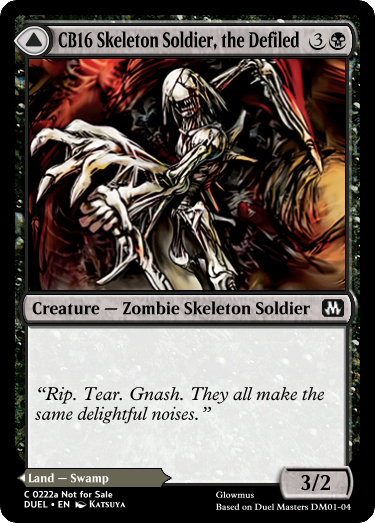 CB16 Skeleton Soldier, the Defiled 3
Creature — Zombie Skeleton Soldier
“Rip. Tear. Gnash. They all make the
same delightful noises.”
Land — Swamp
3/2
C 0222a Not for Sale
DUEL • EN Katsuya
Glowmus
Based on Duel Masters DM01-04